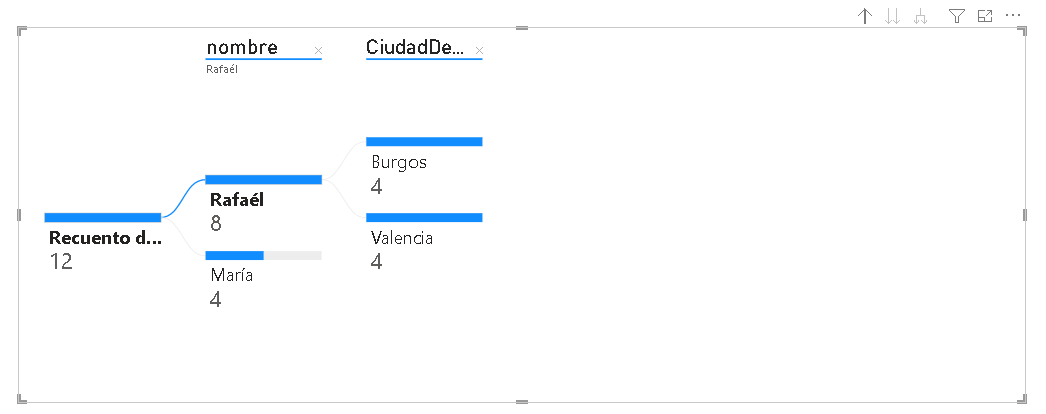 nombre
Rafaél
CiudadDe...
Burgos
4
Rafaél
8
Valencia
4
Recuento d...
12
María
4